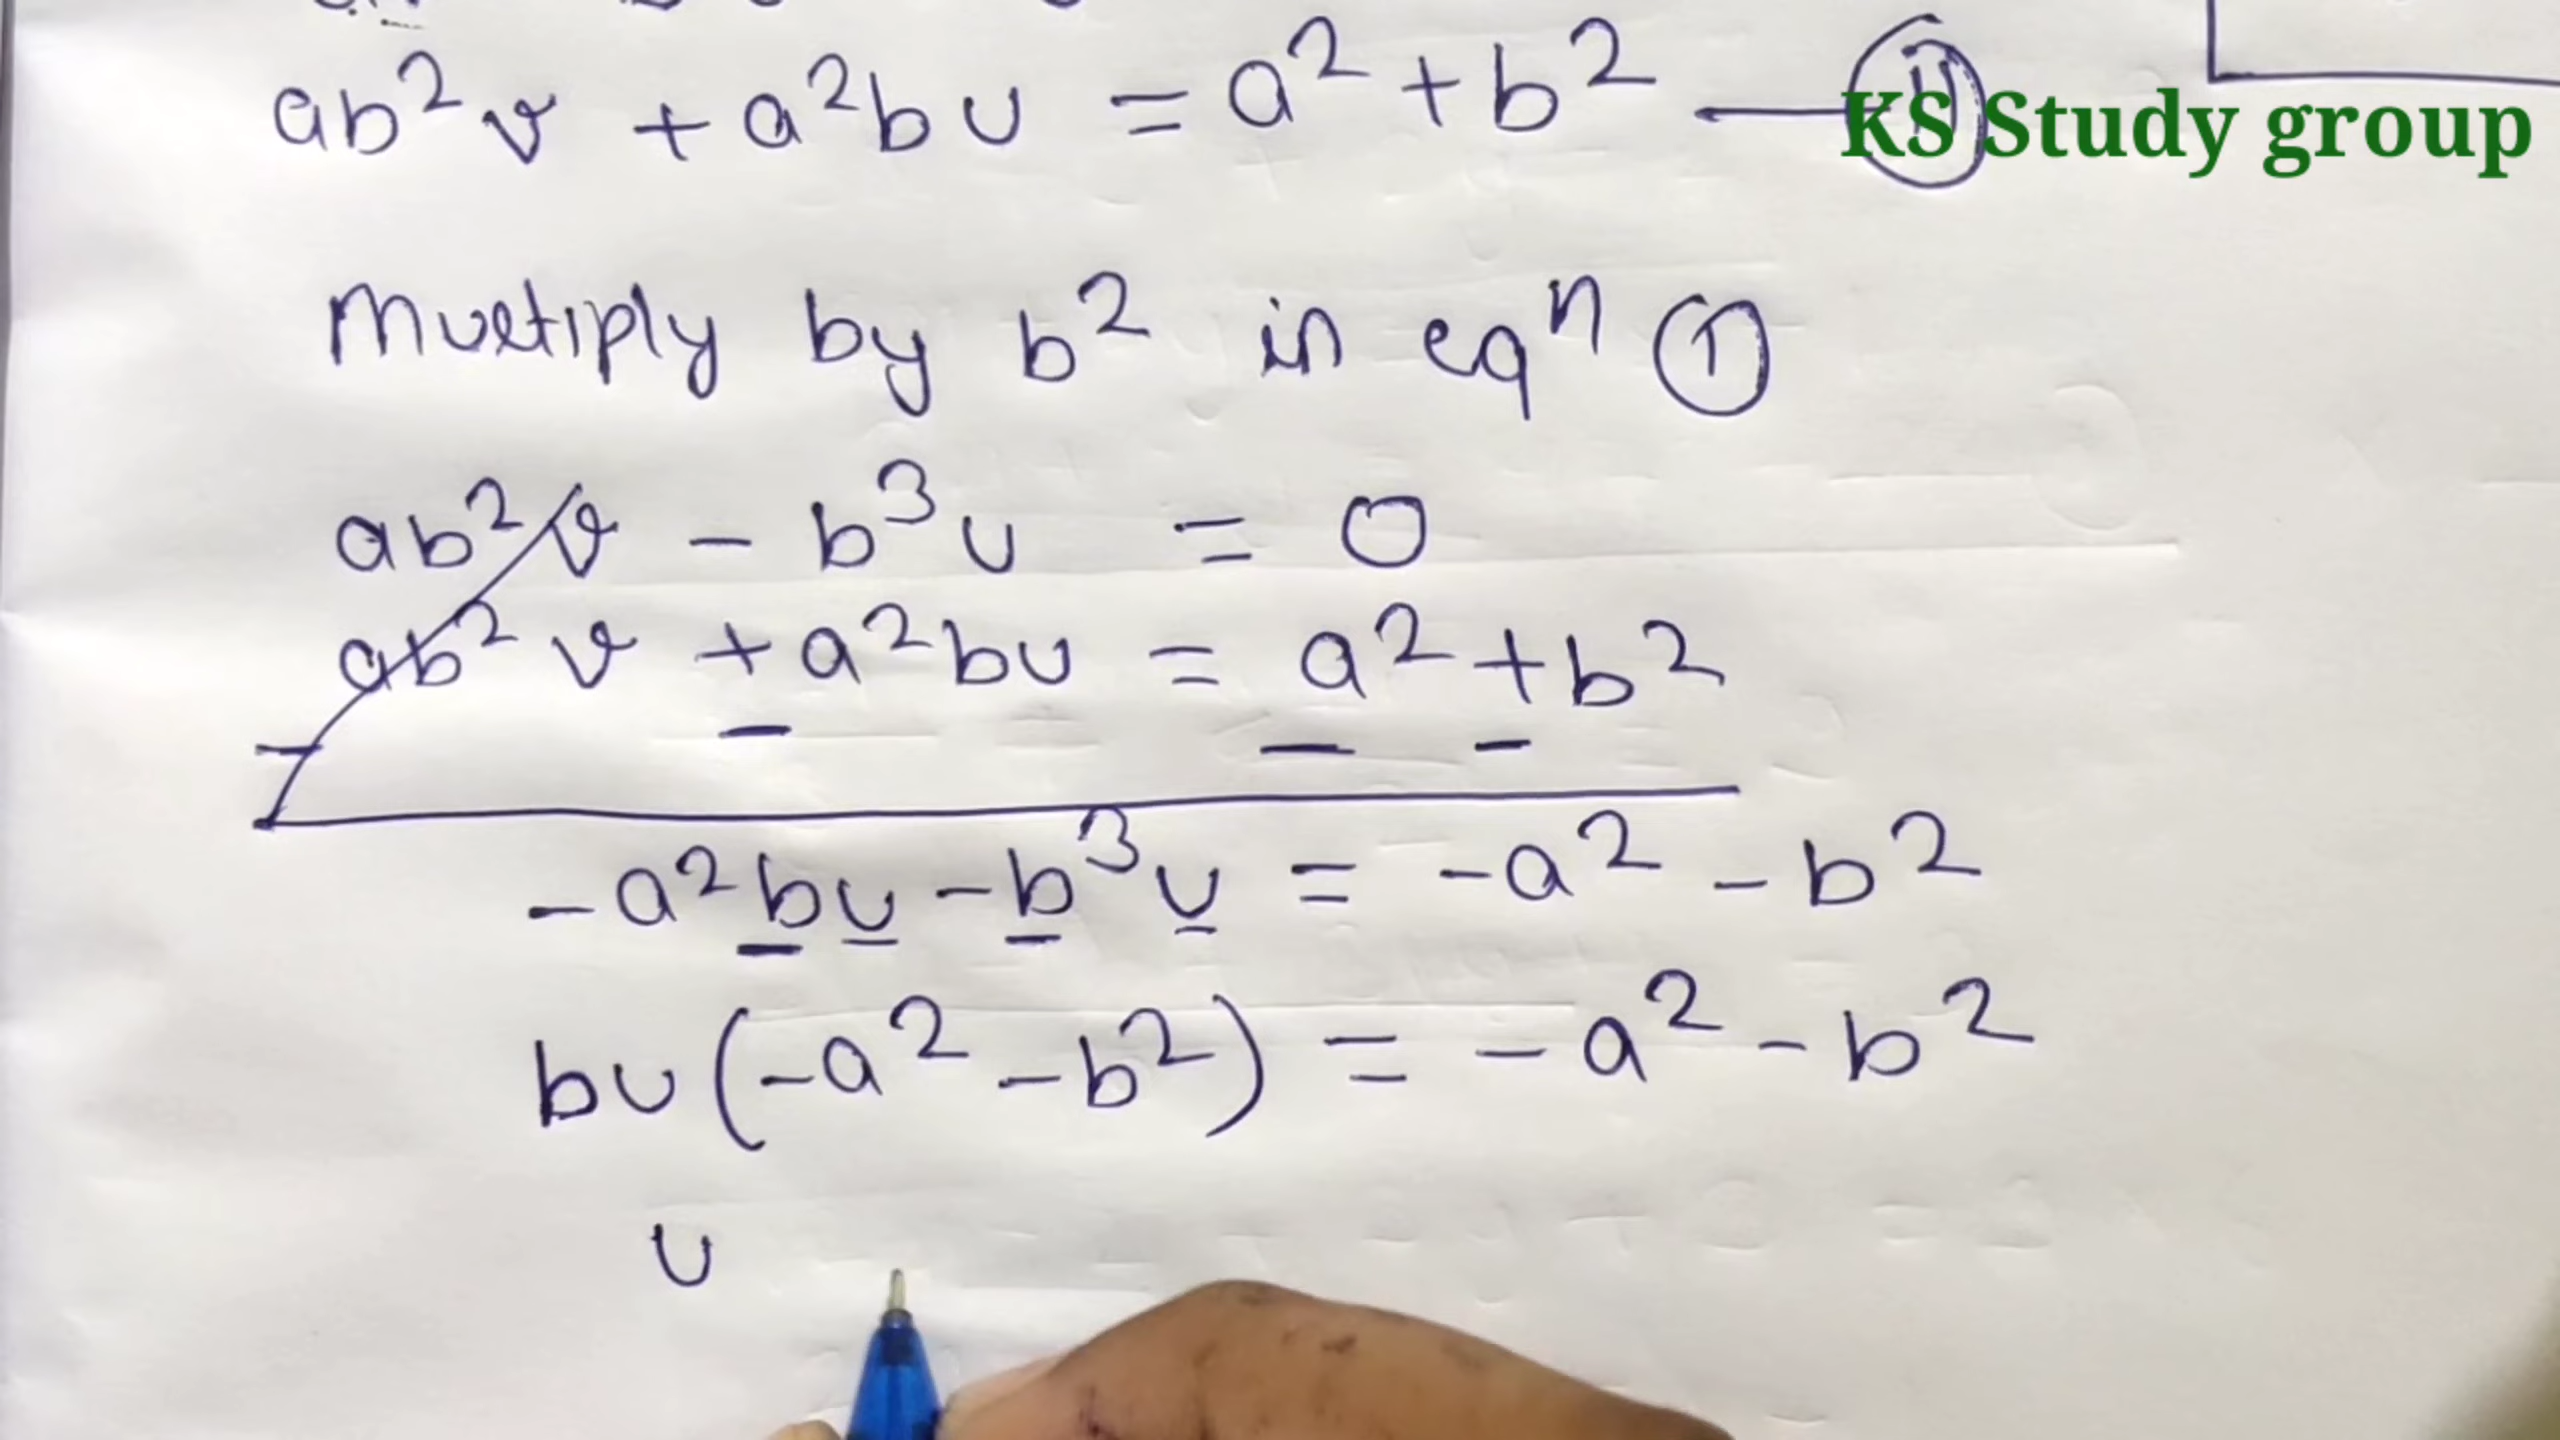 ab²v + a²bu = a² + b² — II
KS Study group
Multiply by b² in eqⁿ I
ab²v - b³u = 0
ab²v + a²bu = a² + b²
- - - -
-a²bu - b³u = -a² - b²
bu(-a² - b²) = -a² - b²
u